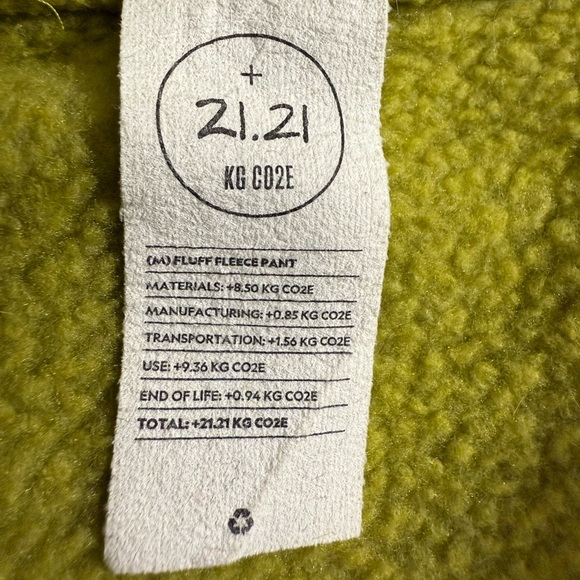 +
21.21
KG CO2E
(M) FLUFF FLEECE PANT
MATERIALS: +8.50 KG CO2E
MANUFACTURING: +0.85 KG CO2E
TRANSPORTATION: +1.56 KG CO2E
USE: +9.36 KG CO2E
END OF LIFE: +0.94 KG CO2E
TOTAL: +21.21 KG CO2E